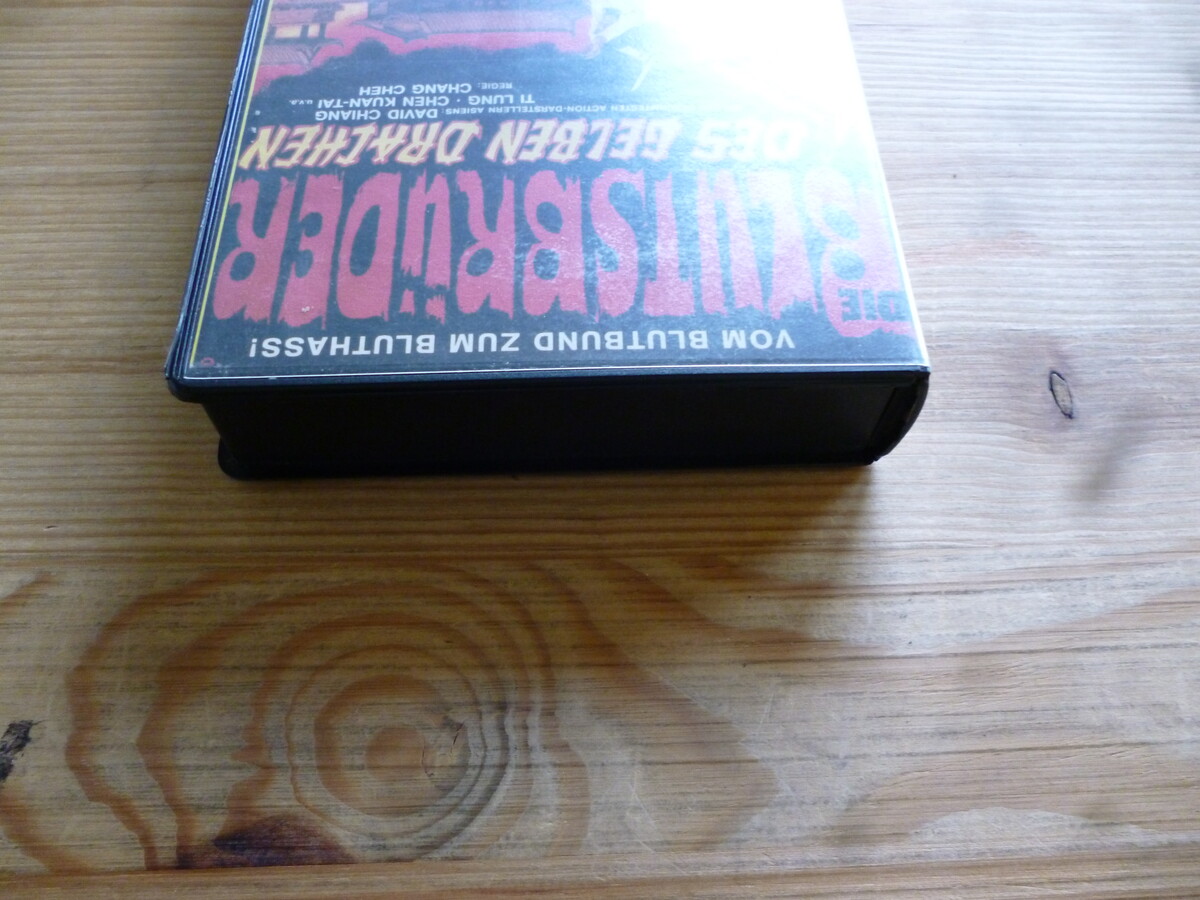 VOM BLUTBUND ZUM BLUTHASS!
DIE
BLUTSBRÜDER
DES GELBEN DRACHEN
ACTION-DARSTELLERN ASIENS: DAVID CHIANG
TI LUNG · CHEN KUAN-TAI u.v.a.
REGIE: CHANG CHEH